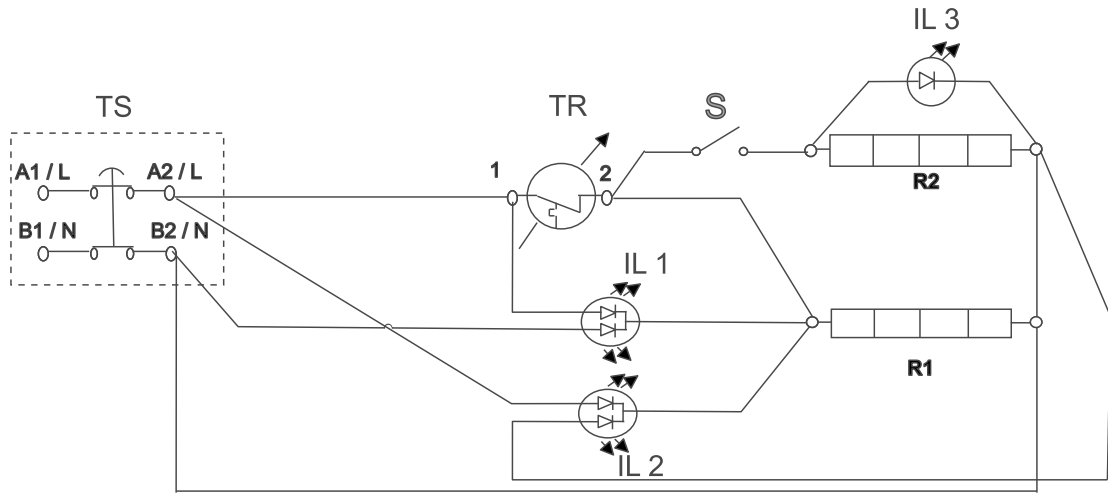 IL 3
TS
TR
S
A1 / L
A2 / L
1
2
R2
B1 / N
B2 / N
IL 1
R1
IL 2